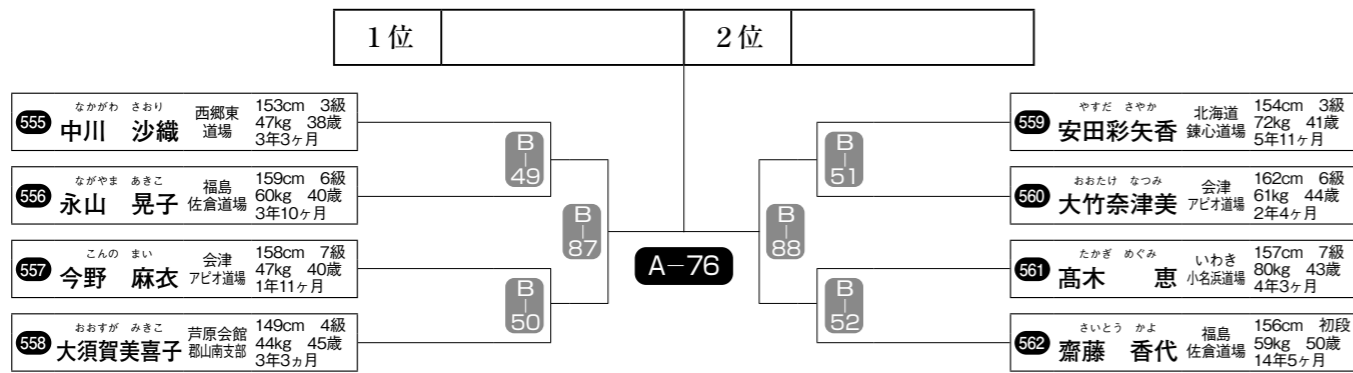 1位 2位
555
なかがわ さおり
中川 沙織
西郷東
道場
153cm 3級
47kg 38歳
3年3ヶ月
556
ながやま あきこ
永山 晃子
福島
佐倉道場
159cm 6級
60kg 40歳
3年10ヶ月
557
こんの まい
今野 麻衣
会津
アピオ道場
158cm 7級
47kg 40歳
1年11ヶ月
558
おおすが みきこ
大須賀美喜子
芦原会館
郡山南支部
149cm 4級
44kg 45歳
3年3ヵ月
B-49
B-50
B-87
A-76
B-88
B-51
B-52
559
やすだ さやか
安田彩矢香
北海道
錬心道場
154cm 3級
72kg 41歳
5年11ヶ月
560
おおたけ なつみ
大竹奈津美
会津
アピオ道場
162cm 6級
61kg 44歳
2年4ヶ月
561
たかぎ めぐみ
髙木 恵
いわき
小名浜道場
157cm 7級
80kg 43歳
4年3ヶ月
562
さいとう かよ
齋藤 香代
福島
佐倉道場
156cm 初段
59kg 50歳
14年5ヶ月